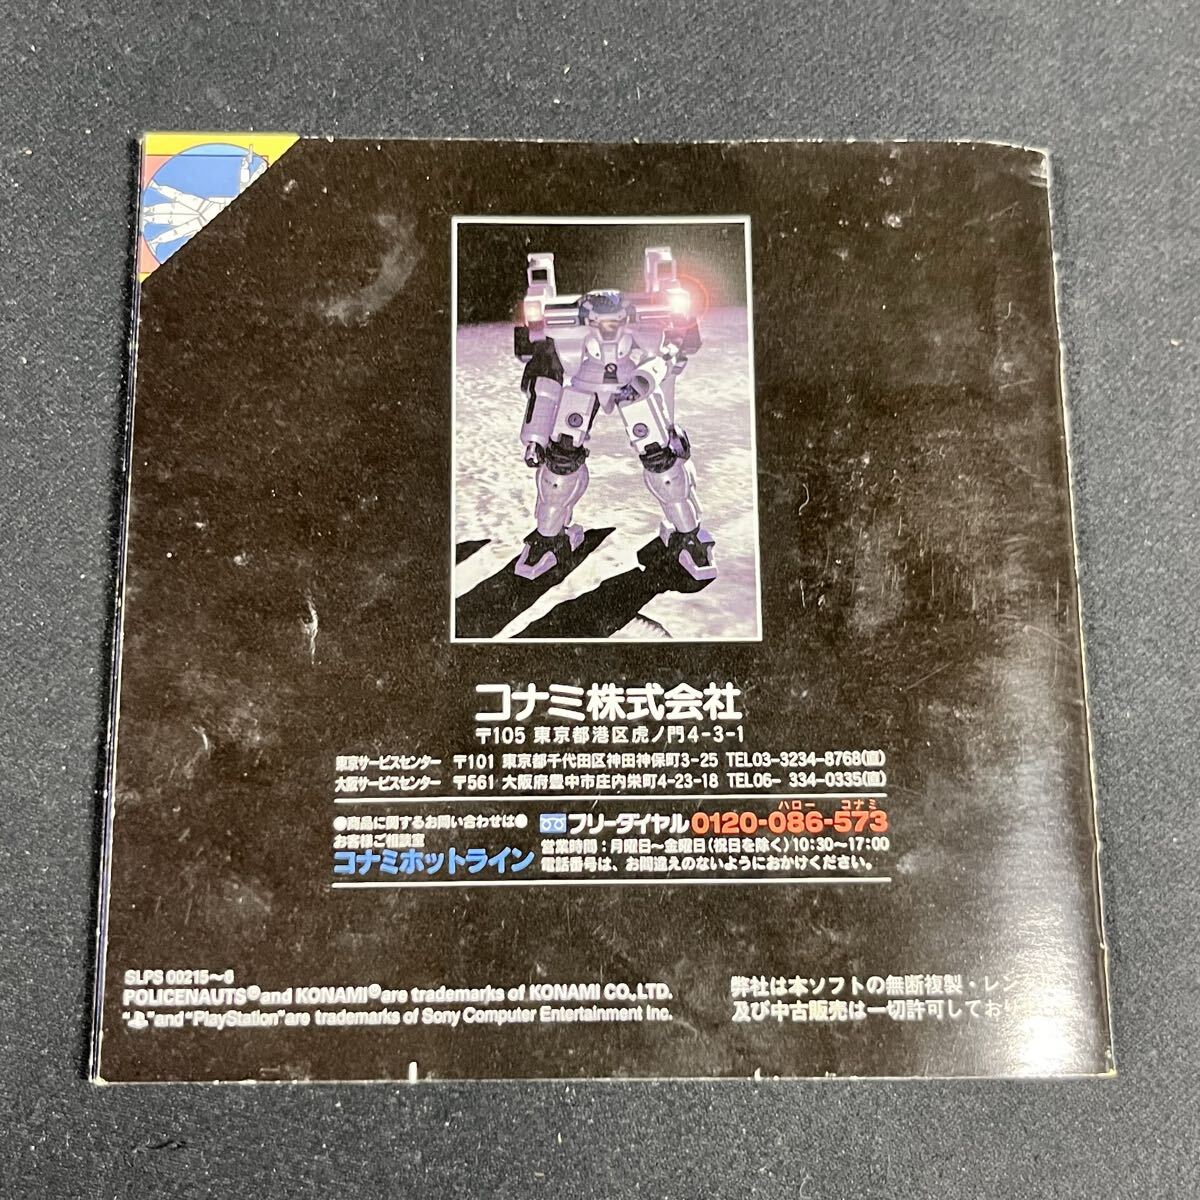 コナミ株式会社
〒105 東京都港区虎ノ門4-3-1
東京サービスセンター 〒101 東京都千代田区神田神保町3-25 TEL03-3234-8768(直)
大阪サービスセンター 〒561 大阪府豊中市庄内栄町4-23-18 TEL06- 334-0335(直)
●商品に関するお問い合わせは●
お客様ご相談室
コナミホットライン
ハロー コナミ
フリーダイヤル 0120-086-573
営業時間：月曜日〜金曜日(祝日を除く)10:30〜17:00
電話番号は、お間違えのないようにおかけください。
SLPS 00215〜6
POLICENAUTS® and KONAMI® are trademarks of KONAMI CO., LTD.
" " and "PlayStation" are trademarks of Sony Computer Entertainment Inc.
弊社は本ソフトの無断複製・レン
及び中古販売は一切許可してお